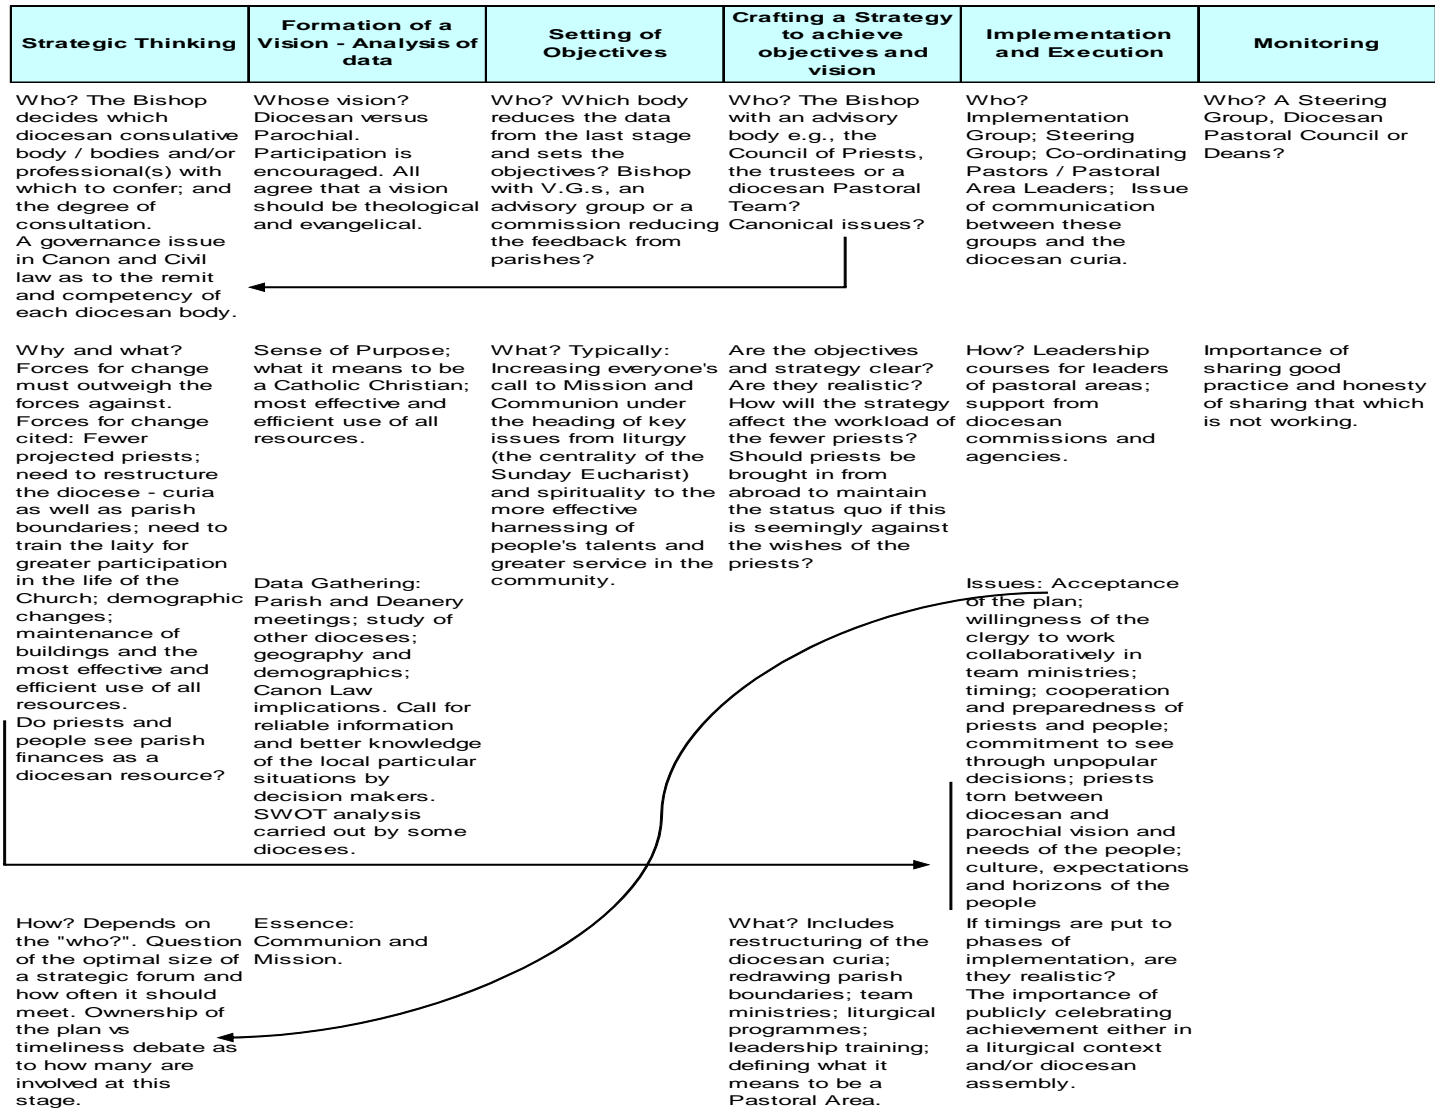 Strategic Thinking
Formation of a
Vision - Analysis of
data
Setting of
Objectives
Crafting a Strategy
to achieve
objectives and
vision
Implementation
and Execution
Monitoring
Who? The Bishop
decides which
diocesan consulative
body / bodies and/or
professional(s) with
which to confer; and
the degree of
consultation.
A governance issue
in Canon and Civil
law as to the remit
and competency of
each diocesan body.
Whose vision?
Diocesan versus
Parochial.
Participation is
encouraged. All
agree that a vision
should be theological
and evangelical.
Who? Which body
reduces the data
from the last stage
and sets the
objectives? Bishop
with V.G.s, an
advisory group or a
commission reducing
the feedback from
parishes?
Who? The Bishop
with an advisory
body e.g., the
Council of Priests,
the trustees or a
diocesan Pastoral
Team?
Canonical issues?
Who?
Implementation
Group; Steering
Group; Co-ordinating
Pastors / Pastoral
Area Leaders; Issue
of communication
between these
groups and the
diocesan curia.
Who? A Steering
Group, Diocesan
Pastoral Council or
Deans?
Why and what?
Forces for change
must outweigh the
forces against.
Forces for change
cited: Fewer
projected priests;
need to restructure
the diocese - curia
as well as parish
boundaries; need to
train the laity for
greater participation
in the life of the
Church; demographic
changes;
maintenance of
buildings and the
most effective and
efficient use of all
resources.
Do priests and
people see parish
finances as a
diocesan resource?
Sense of Purpose;
what it means to be
a Catholic Christian;
most effective and
efficient use of all
resources.
Data Gathering:
Parish and Deanery
meetings; study of
other dioceses;
geography and
demographics;
Canon Law
implications. Call for
reliable information
and better knowledge
of the local particular
situations by
decision makers.
SWOT analysis
carried out by some
dioceses.
What? Typically:
Increasing everyone's
call to Mission and
Communion under
the heading of key
issues from liturgy
(the centrality of the
Sunday Eucharist)
and spirituality to the
more effective
harnessing of
people's talents and
greater service in the
community.
Are the objectives
and strategy clear?
Are they realistic?
How will the strategy
affect the workload of
the fewer priests?
Should priests be
brought in from
abroad to maintain
the status quo if this
is seemingly against
the wishes of the
priests?
How? Leadership
courses for leaders
of pastoral areas;
support from
diocesan
commissions and
agencies.
Issues: Acceptance
of the plan;
willingness of the
clergy to work
collaboratively in
team ministries;
timing; cooperation
and preparedness of
priests and people;
commitment to see
through unpopular
decisions; priests
torn between
diocesan and
parochial vision and
needs of the people;
culture, expectations
and horizons of the
people
Importance of
sharing good
practice and honesty
of sharing that which
is not working.
How? Depends on
the "who?". Question
of the optimal size of
a strategic forum and
how often it should
meet. Ownership of
the plan vs
timeliness debate as
to how many are
involved at this
stage.
Essence:
Communion and
Mission.
What? Includes
restructuring of the
diocesan curia;
redrawing parish
boundaries; team
ministries; liturgical
programmes;
leadership training;
defining what it
means to be a
Pastoral Area.
If timings are put to
phases of
implementation, are
they realistic?
The importance of
publicly celebrating
achievement either in
a liturgical context
and/or diocesan
assembly.